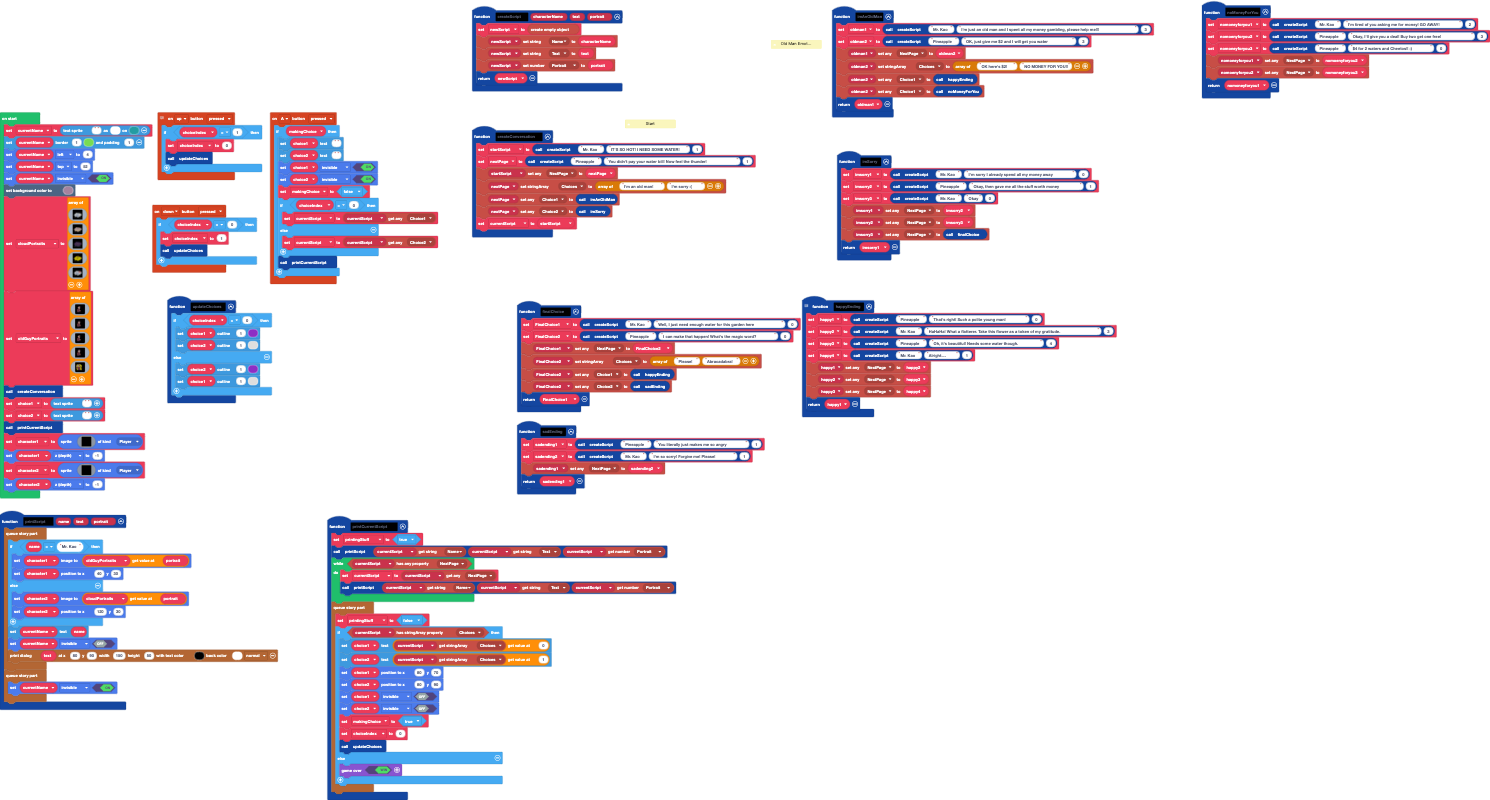 function createScript characterName text portrait
set newScript to create empty object
newScript set string Name to characterName
newScript set string Text to text
newScript set number Portrait to portrait
return newScript
Old Man Emoti...
function imAnOldMan
set oldman1 to call createScript Mr. Kao I'm just an old man and I spent all my money gambling, please help me!! 3
set oldman2 to call createScript Pineapple OK, just give me $2 and I will get you water 3
oldman1 set any NextPage to oldman2
oldman2 set stringArray Choices to array of OK here's $2! NO MONEY FOR YOU!!
oldman2 set any Choice1 to call happyEnding
oldman2 set any Choice1 to call noMoneyForYou
return oldman1
function noMoneyForYou
set nomoneyforyou1 to call createScript Mr. Kao I'm tired of you asking me for money! GO AWAY! 3
set nomoneyforyou2 to call createScript Pineapple Okay, I'll give you a deal! Buy two get one free!
set nomoneyforyou3 to call createScript Pineapple $4 for 2 waters and Chicken! :)
nomoneyforyou1 set any NextPage to nomoneyforyou2
nomoneyforyou2 set any NextPage to nomoneyforyou3
return nomoneyforyou1
Start
function createConversation
set startScript to call createScript Mr. Kao IT'S SO HOT! I NEED SOME WATER! 1
set nextPage to call createScript Pineapple You didn't pay your water bill! Now feel the thunder! 1
startScript set any NextPage to nextPage
nextPage set stringArray Choices to array of I'm an old man! I'm sorry :(
nextPage set any Choice1 to call imAnOldMan
nextPage set any Choice2 to call imSorry
set currentScript to startScript
function imSorry
set imsorry1 to call createScript Mr. Kao I'm sorry I already spend all my money away 0
set imsorry2 to call createScript Pineapple Okay, then gave me all the stuff worth money 1
set imsorry3 to call createScript Mr. Kao Okay 0
imsorry1 set any NextPage to imsorry2
imsorry2 set any NextPage to imsorry3
imsorry3 set any NextPage to call finalChoice
return imsorry1
on start
set currentName to text sprite
set currentName border 1 and padding 1
set currentName left to
set currentName top to
set currentName invisible ON
set background color to
set cloudPortraits to array of
set oldGuyPortraits to array of
call createConversation
set choice1 to text sprite
set choice2 to text sprite
call printCurrentScript
set character1 to sprite of kind Player
set character1 z (depth) to -1
set character2 to sprite of kind Player
set character2 z (depth) to -1
on up button pressed
if choiceIndex = 1 then
set choiceIndex to 0
call updateChoices
on down button pressed
if choiceIndex = 0 then
set choiceIndex to 1
call updateChoices
on A button pressed
if makingChoice then
set choice1 text
set choice2 text
set choice1 invisible ON
set choice2 invisible ON
set makingChoice to false
if choiceIndex = 0 then
set currentScript to currentScript get any Choice1
else
set currentScript to currentScript get any Choice2
call printCurrentScript
function updateChoices
if choiceIndex = 0 then
set choice1 outline 1
set choice2 outline 1
else
set choice2 outline 1
set choice1 outline 1
function finalChoice
set FinalChoice1 to call createScript Mr. Kao Well, I just need enough water for this garden here 0
set FinalChoice2 to call createScript Pineapple I can make that happen! What's the magic word? 0
FinalChoice1 set any NextPage to FinalChoice2
FinalChoice2 set stringArray Choices to array of Please! Abracadabra!
FinalChoice2 set any Choice1 to call happyEnding
FinalChoice2 set any Choice2 to call sadEnding
return FinalChoice1
function happyEnding
set happy1 to call createScript Pineapple That's right! Such a polite young man! 0
set happy2 to call createScript Mr. Kao HaHaHa! What a flatterer. Take this flower as a token of my gratitude. 3
set happy3 to call createScript Pineapple Oh, it's beautiful! Needs some water though. 4
set happy4 to call createScript Mr. Kao Alright.... 1
happy1 set any NextPage to happy2
happy2 set any NextPage to happy3
happy3 set any NextPage to happy4
return happy1
function sadEnding
set sadending1 to call createScript Pineapple You literally just makes me so angry 1
set sadending2 to call createScript Mr. Kao I'm so sorry! Forgive me! Please! 1
sadending1 set any NextPage to sadending2
return sadending1
function printScript name text portrait
queue story part
if name = Mr. Kao then
set character1 image to oldGuyPortraits get value at portrait
set character1 position to x 40 y 30
else
set character2 image to cloudPortraits get value at portrait
set character2 position to x 120 y 30
set currentName text name
set currentName invisible OFF
print dialog text at x 80 y 90 width 150 height 50 with text color back color normal
queue story part
set currentName invisible ON
function printCurrentScript
set printingStuff to true
call printScript currentScript get string Name currentScript get string Text currentScript get number Portrait
while currentScript has any property NextPage
do set currentScript to currentScript get any NextPage
call printScript currentScript get string Name currentScript get string Text currentScript get number Portrait
queue story part
set printingStuff to false
if currentScript has stringArray property Choices then
set choice1 text currentScript get stringArray Choices get value at 0
set choice2 text currentScript get stringArray Choices get value at 1
set choice1 position to x 80 y 75
set choice2 position to x 80 y 90
set choice1 invisible OFF
set choice2 invisible OFF
set makingChoice to true
set choiceIndex to 0
call updateChoices
else
game over WIN